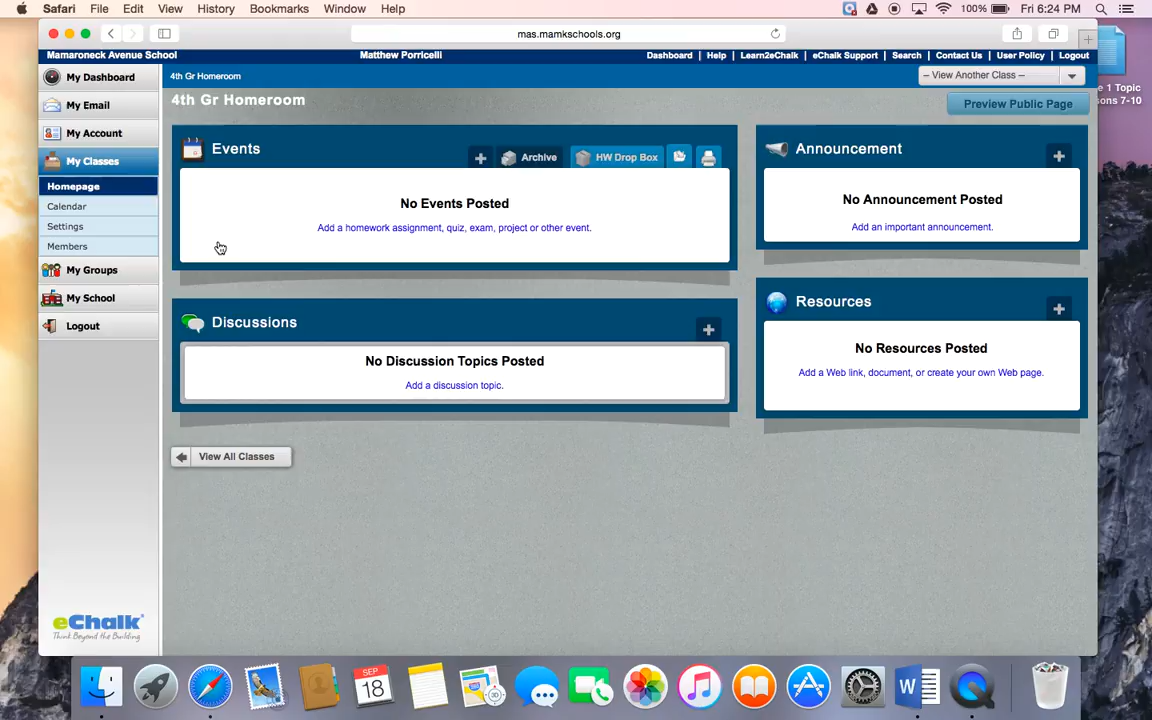 Safari File Edit View History Bookmarks Window Help
100% Fri 6:24 PM
mas.mamkschools.org
Mamaroneck Avenue School
Matthew Porricelli
Dashboard | Help | Learn2eChalk | eChalk Support | Search | Contact Us | User Policy | Logout
My Dashboard
My Email
My Account
My Classes
Homepage
Calendar
Settings
Members
My Groups
My School
Logout
eChalk
Think Beyond the Building
4th Gr Homeroom
-- View Another Class --
4th Gr Homeroom
Preview Public Page
Events
+ Archive HW Drop Box
No Events Posted
Add a homework assignment, quiz, exam, project or other event.
Announcement
+
No Announcement Posted
Add an important announcement.
Discussions
+
No Discussion Topics Posted
Add a discussion topic.
Resources
+
No Resources Posted
Add a Web link, document, or create your own Web page.
View All Classes
e 1 Topic
ons 7-10
SEP
18
3D
W